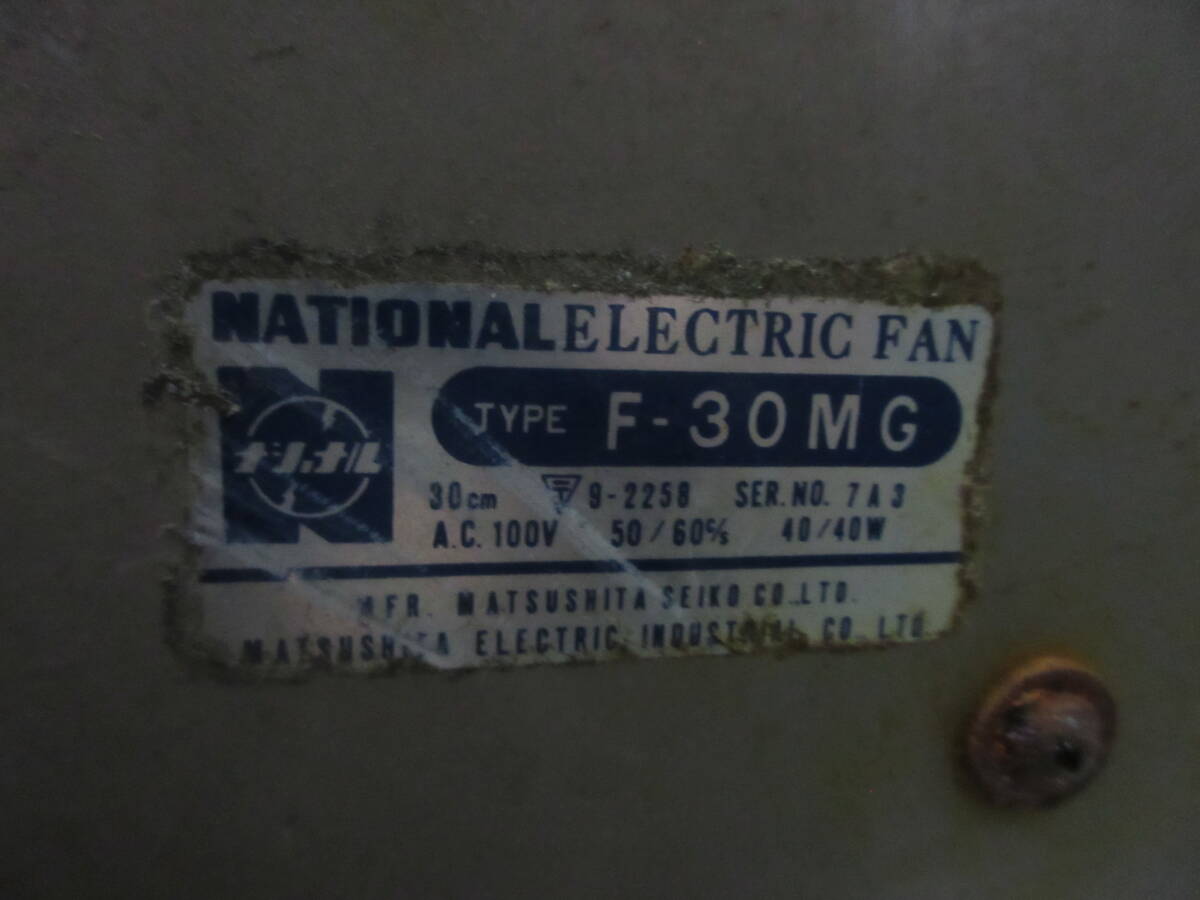 NATIONAL ELECTRIC FAN
ナショナル
TYPE F-30MG
30cm 〒 9-2258 SER.NO. 7A3
A.C. 100V 50/60c/s 40/40W
MFR. MATSUSHITA SEIKO CO.,LTD.
MATSUSHITA ELECTRIC INDUSTRIAL CO. LTD